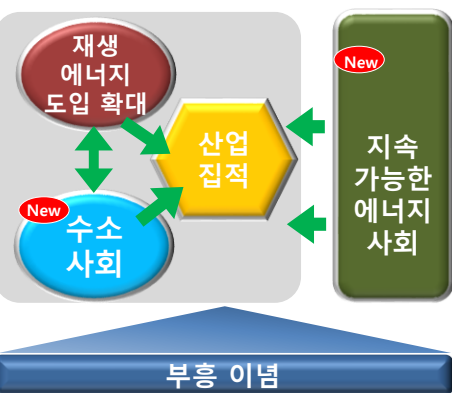 재생
에너지
도입 확대
New
수소
사회
산업
집적
New
지속
가능한
에너지
사회
부흥 이념